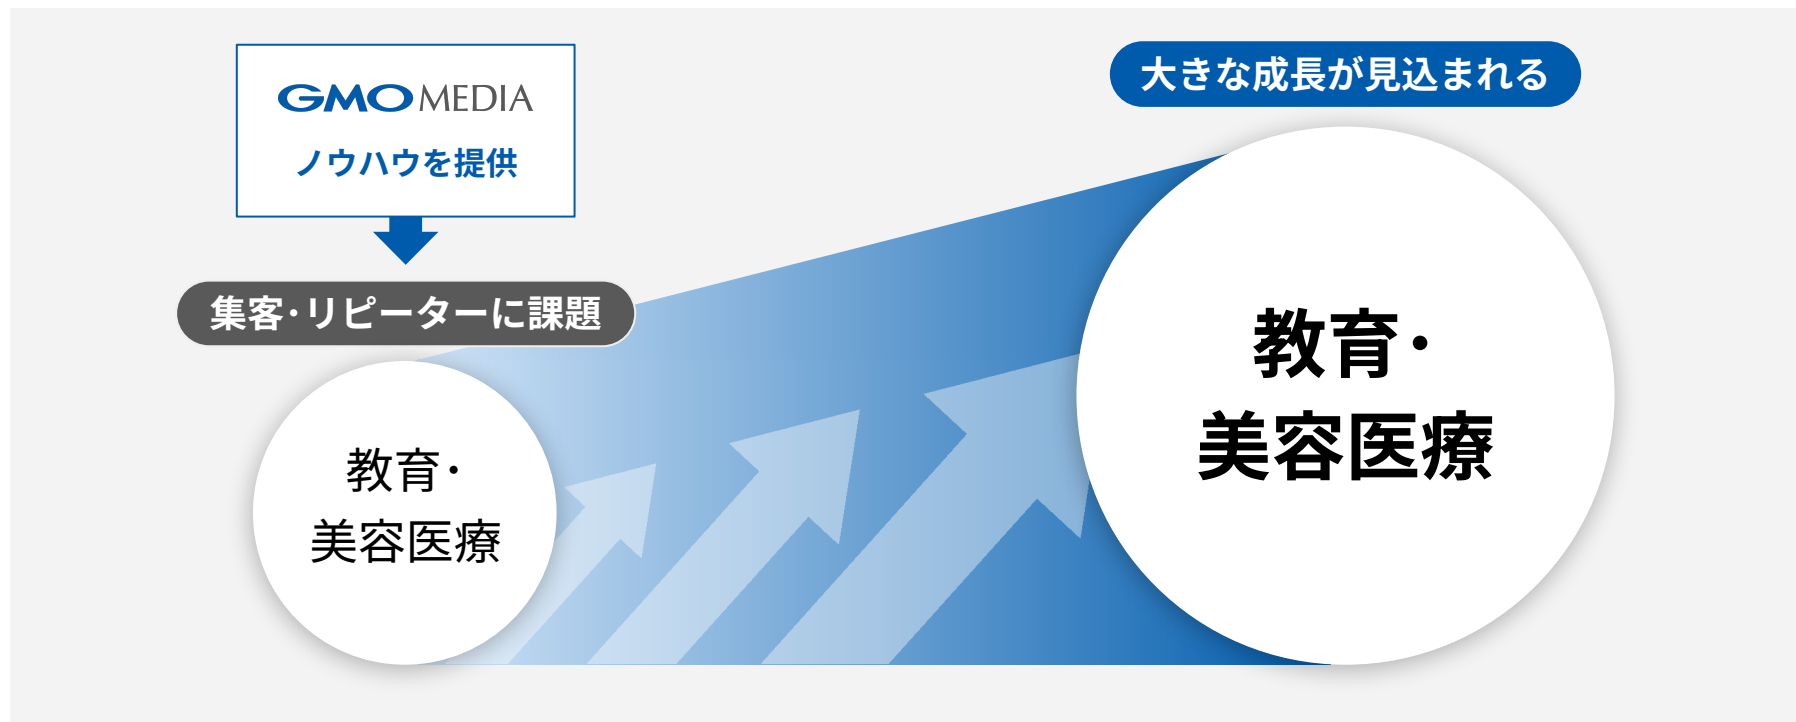 GMO MEDIA
ノウハウを提供
集客・リピーターに課題
教育・
美容医療
大きな成長が見込まれる
教育・
美容医療